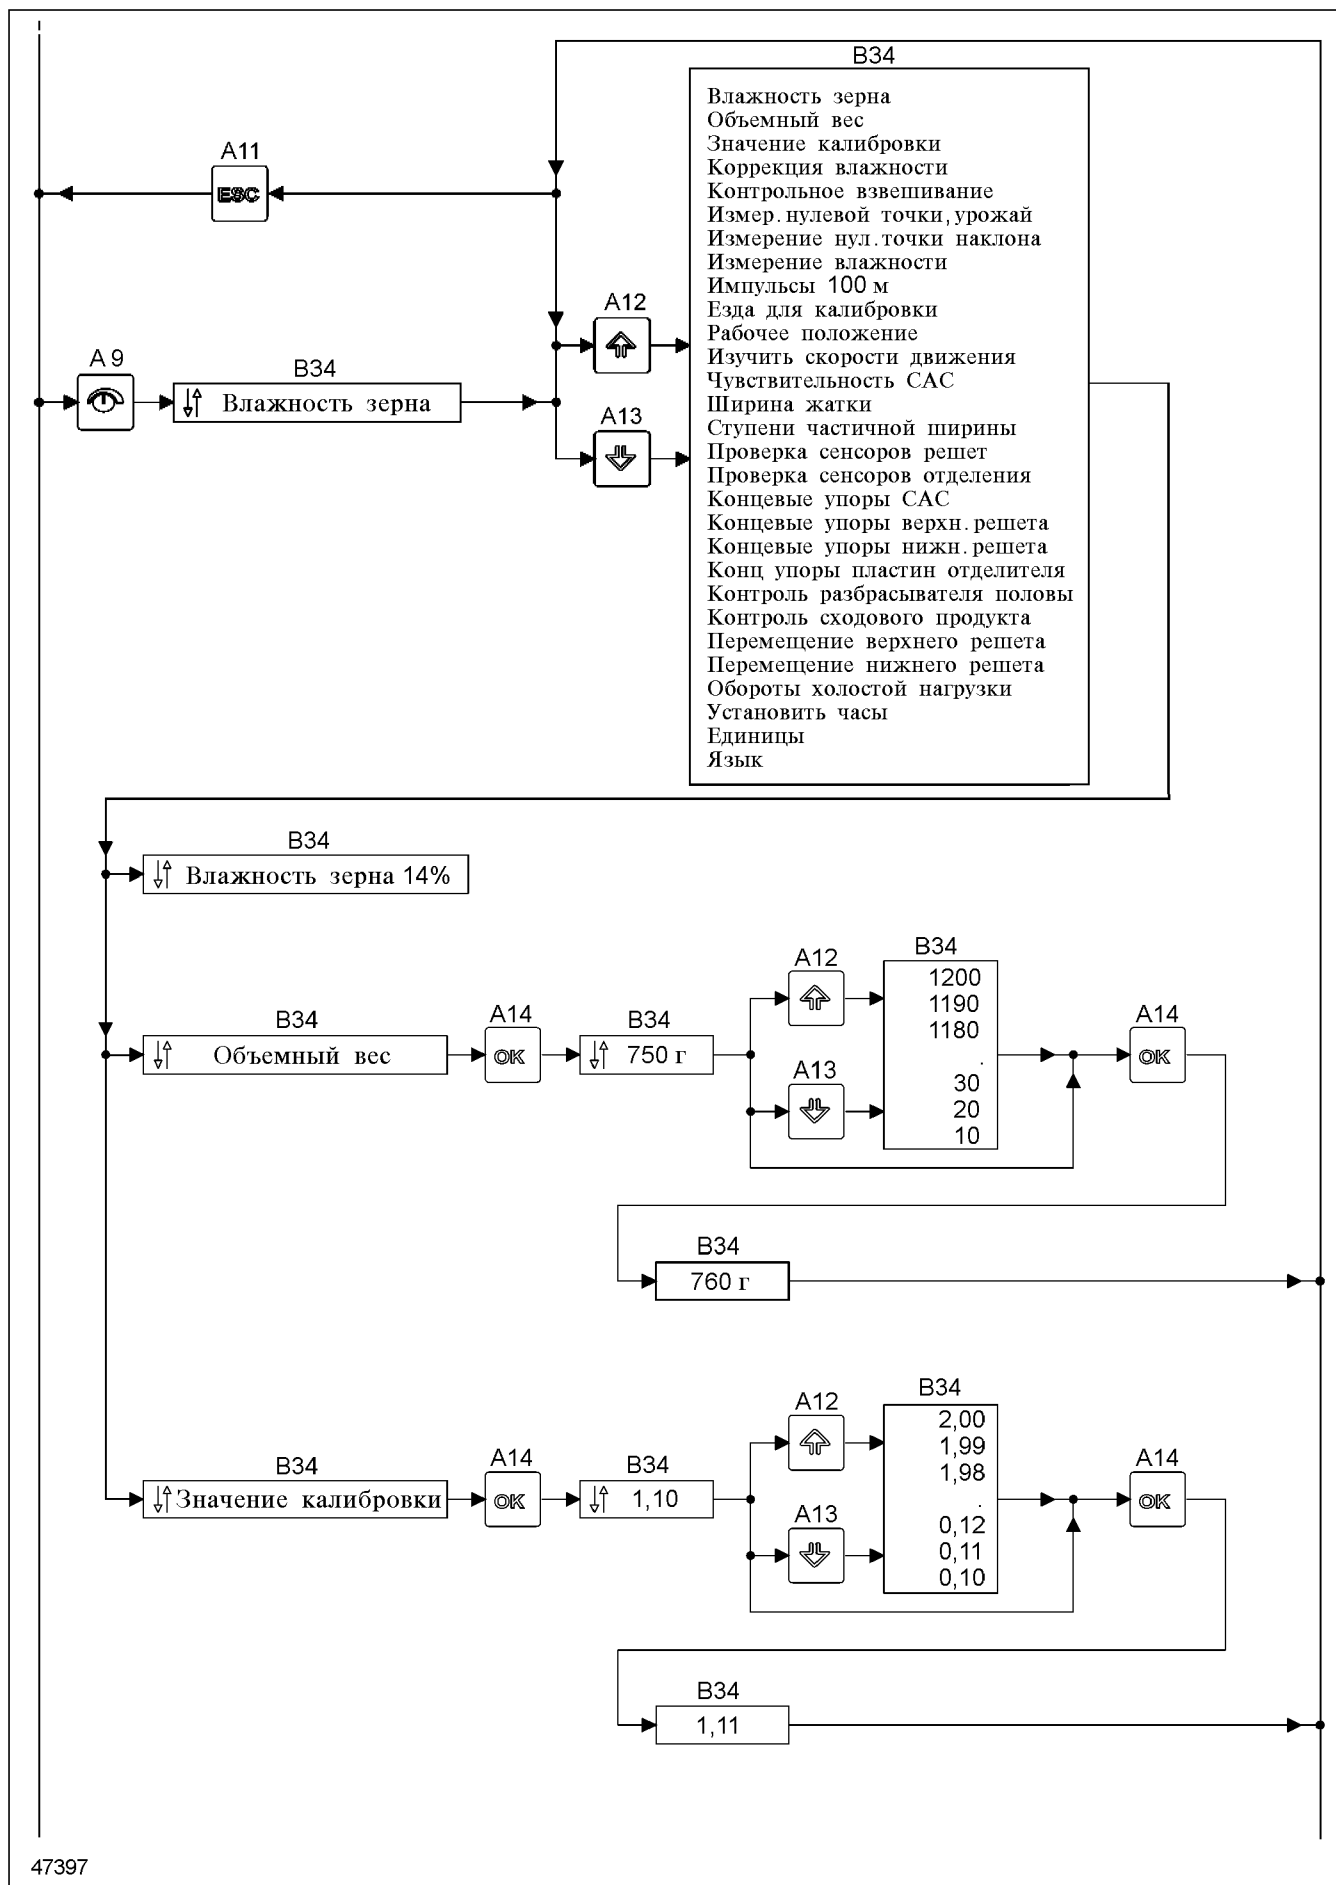 B34
Влажность зерна
Объемный вес
Значение калибровки
Коррекция влажности
Контрольное взвешивание
Измер. нулевой точки, урожай
Измерение нул. точки наклона
Измерение влажности
Импульсы 100 м
Езда для калибровки
Рабочее положение
Изучить скорости движения
Чувствительность САС
Ширина жатки
Ступени частичной ширины
Проверка сенсоров решет
Проверка сенсоров отделения
Концевые упоры САС
Концевые упоры верхн. решета
Концевые упоры нижн. решета
Конц упоры пластин отделителя
Контроль разбрасывателя половы
Контроль сходового продукта
Перемещение верхнего решета
Перемещение нижнего решета
Обороты холостой нагрузки
Установить часы
Единицы
Язык
A11
ESC
A12
A9
B34
Влажность зерна
A13
B34
Влажность зерна 14%
B34
Объемный вес
A14
OK
B34
750 г
A12
A13
B34
1200
1190
1180
.
30
20
10
A14
OK
B34
760 г
B34
Значение калибровки
A14
OK
B34
1,10
A12
A13
B34
2,00
1,99
1,98
.
0,12
0,11
0,10
A14
OK
B34
1,11
47397